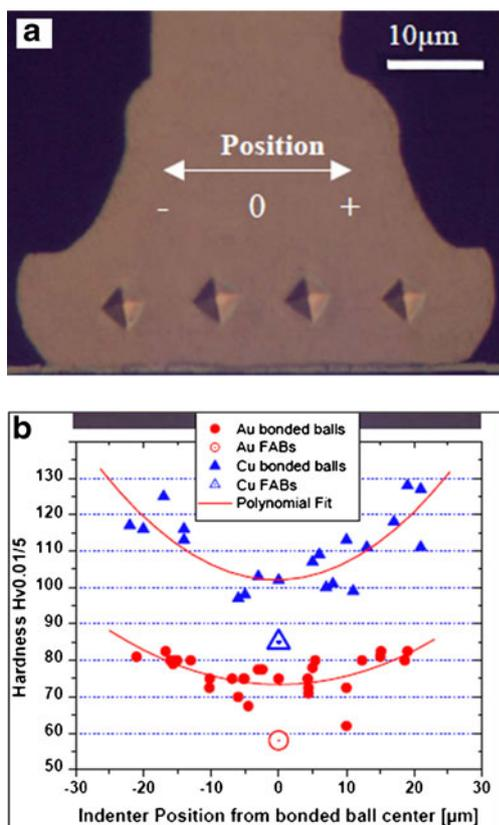 a
10μm
Position
- 0 +
b
Au bonded balls
Au FABs
Cu bonded balls
Cu FABs
Polynomial Fit
Hardness Hv0.01/5
130
120
110
100
90
80
70
60
50
-30 -20 -10 0 10 20 30
Indenter Position from bonded ball center [μm]